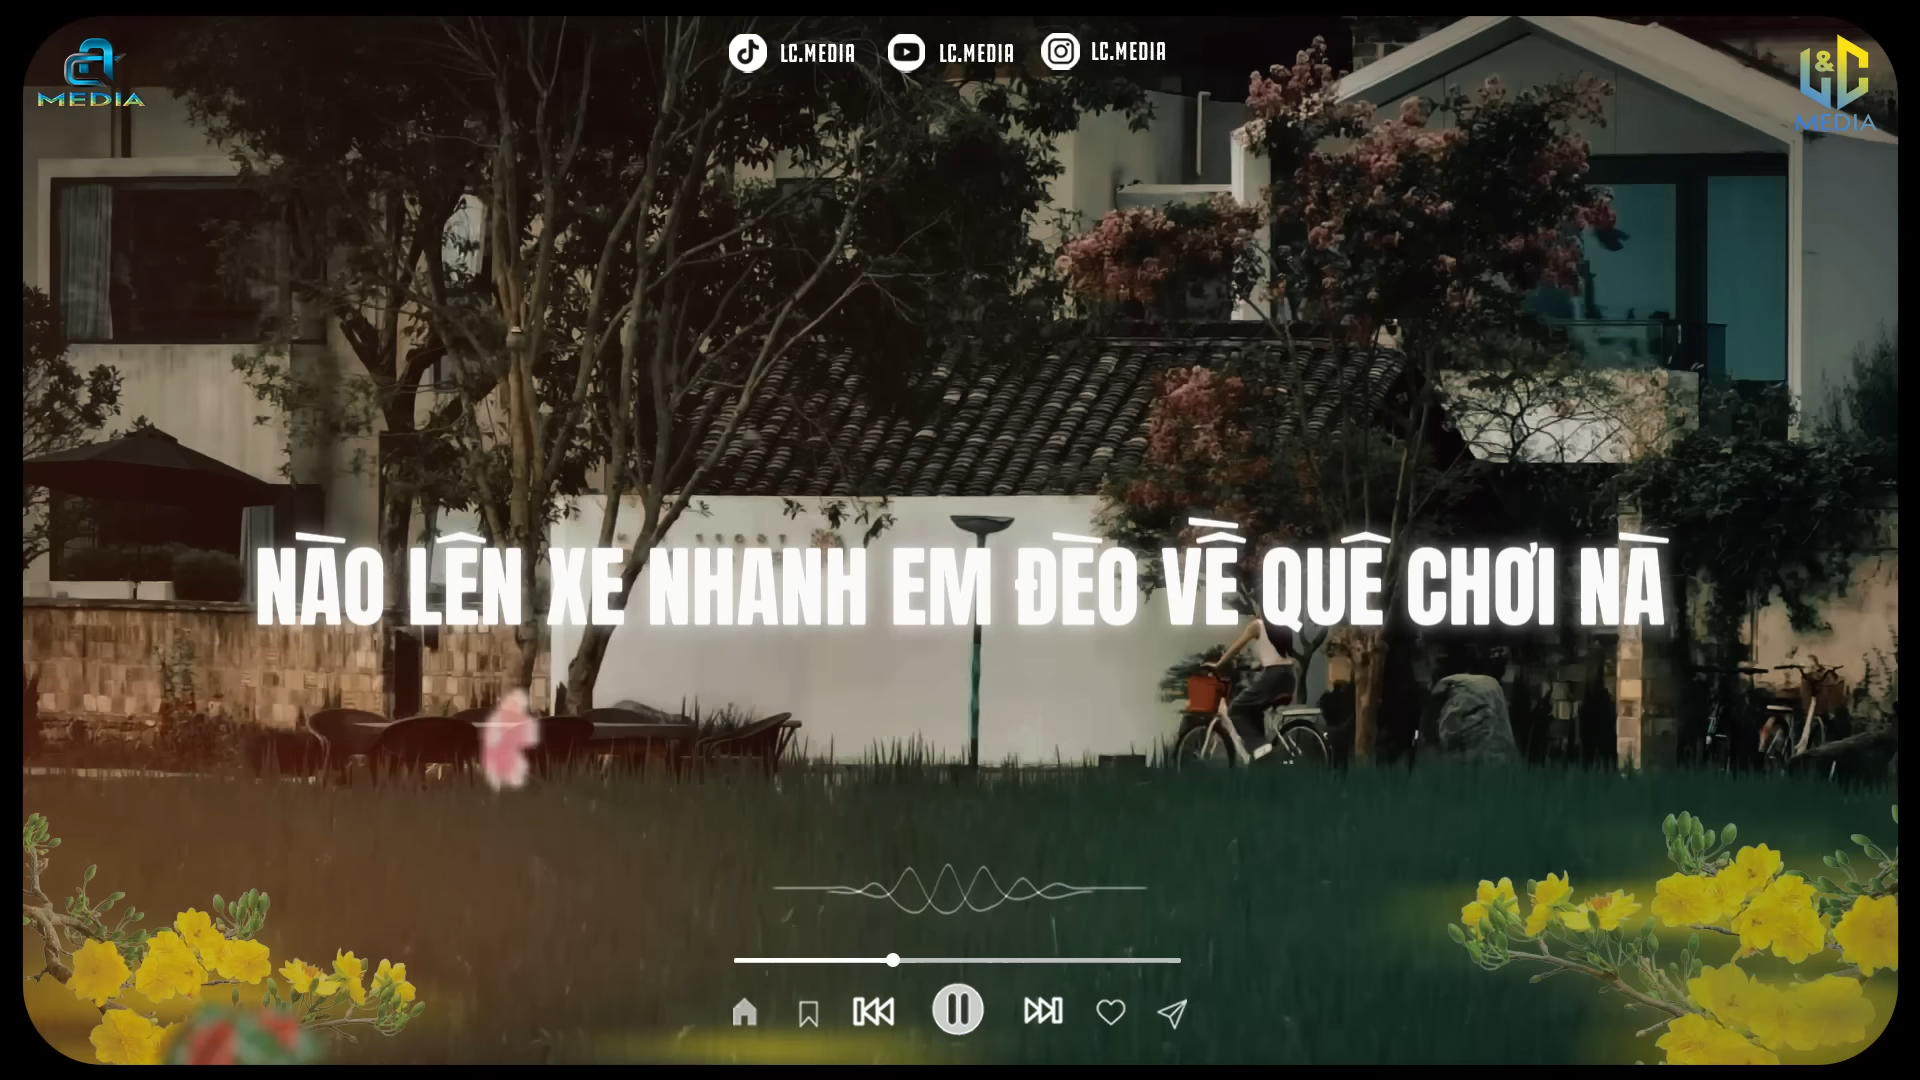 LC.MEDIA LC.MEDIA LC.MEDIA
a
MEDIA
L&C
MEDIA
NÀO LÊN XE NHANH EM ĐÈO VỀ QUÊ CHƠI NÀ